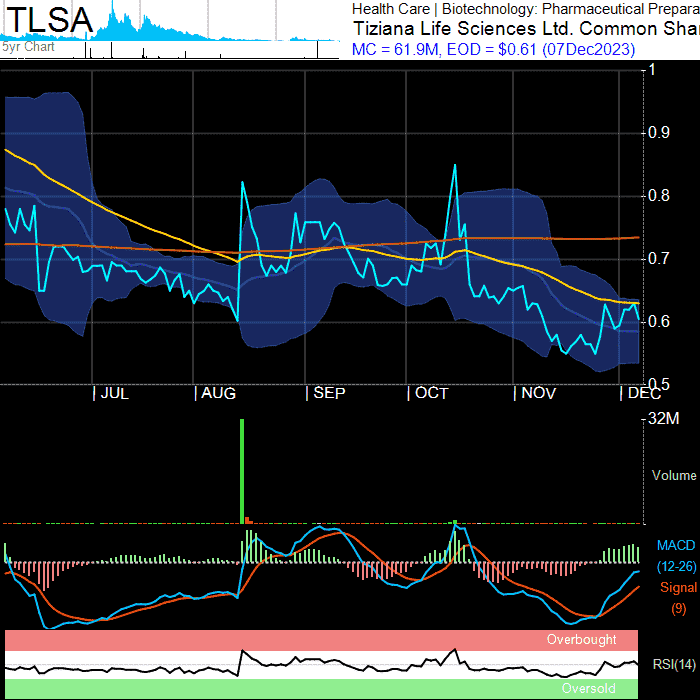 TLSA
5yr Chart
Health Care | Biotechnology: Pharmaceutical Prepara
Tiziana Life Sciences Ltd. Common Shar
MC = 61.9M, EOD = $0.61 (07Dec2023)
1
0.9
0.8
0.7
0.6
0.5
| JUL | AUG | SEP | OCT | NOV | DEC
32M
Volume
MACD
(12-26)
Signal
(9)
Overbought
RSI(14)
Oversold